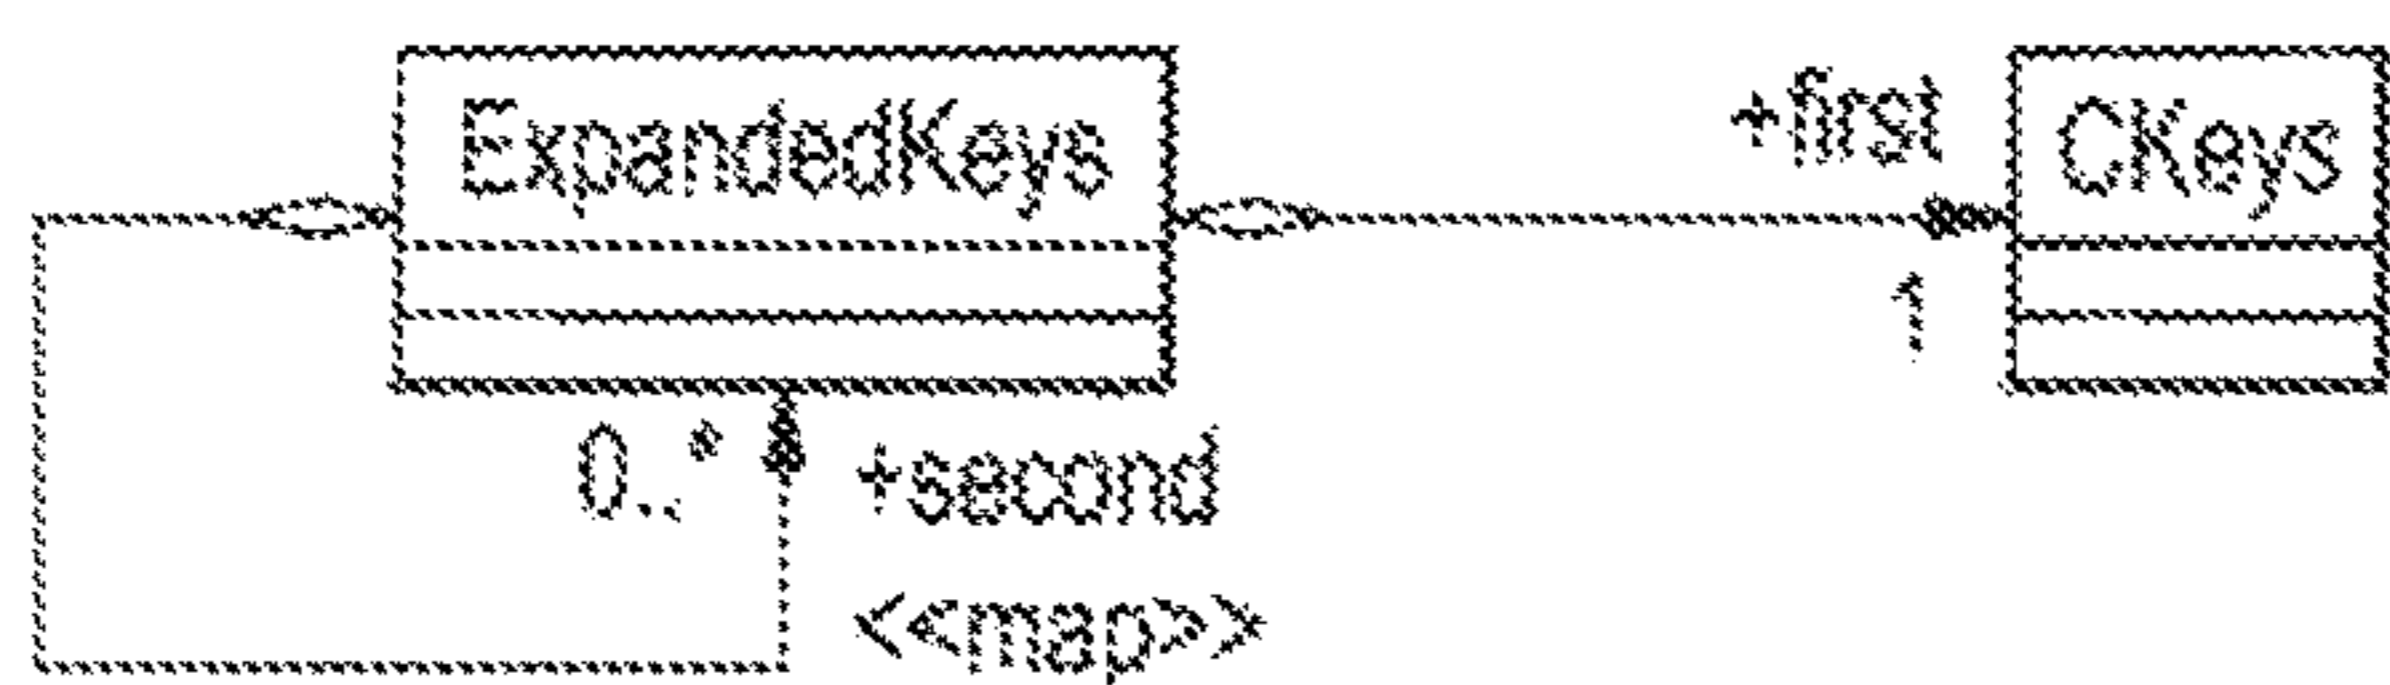 ExpandedKeys
+first
CKeys
1
0..*
+second
<<map>>